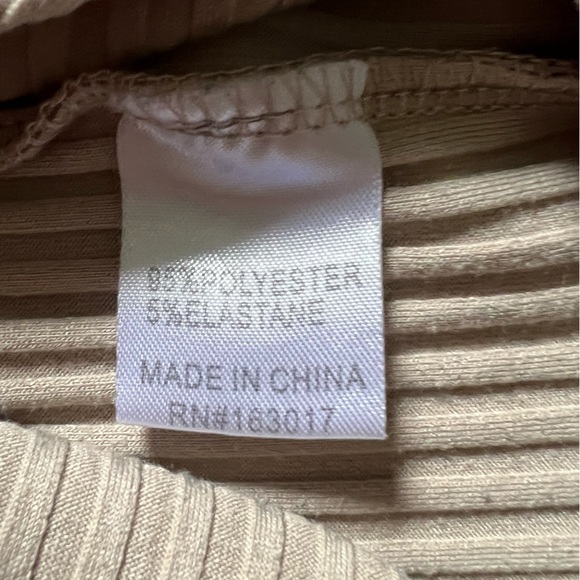 95%POLYESTER
5%ELASTANE
MADE IN CHINA
RN#163017